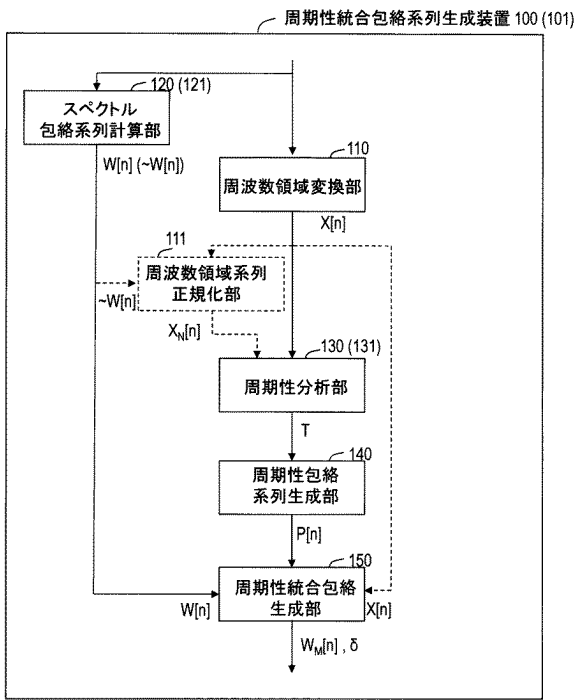 周期性統合包絡系列生成装置 100 (101)
120 (121)
スペクトル
包絡系列計算部
W[n] (~W[n])
110
周波数領域変換部
X[n]
111
周波数領域系列
正規化部
~W[n]
X_N[n]
130 (131)
周期性分析部
T
140
周期性包絡
系列生成部
P[n]
150
周期性統合包絡
生成部
W[n]
X[n]
W_M[n] , δ